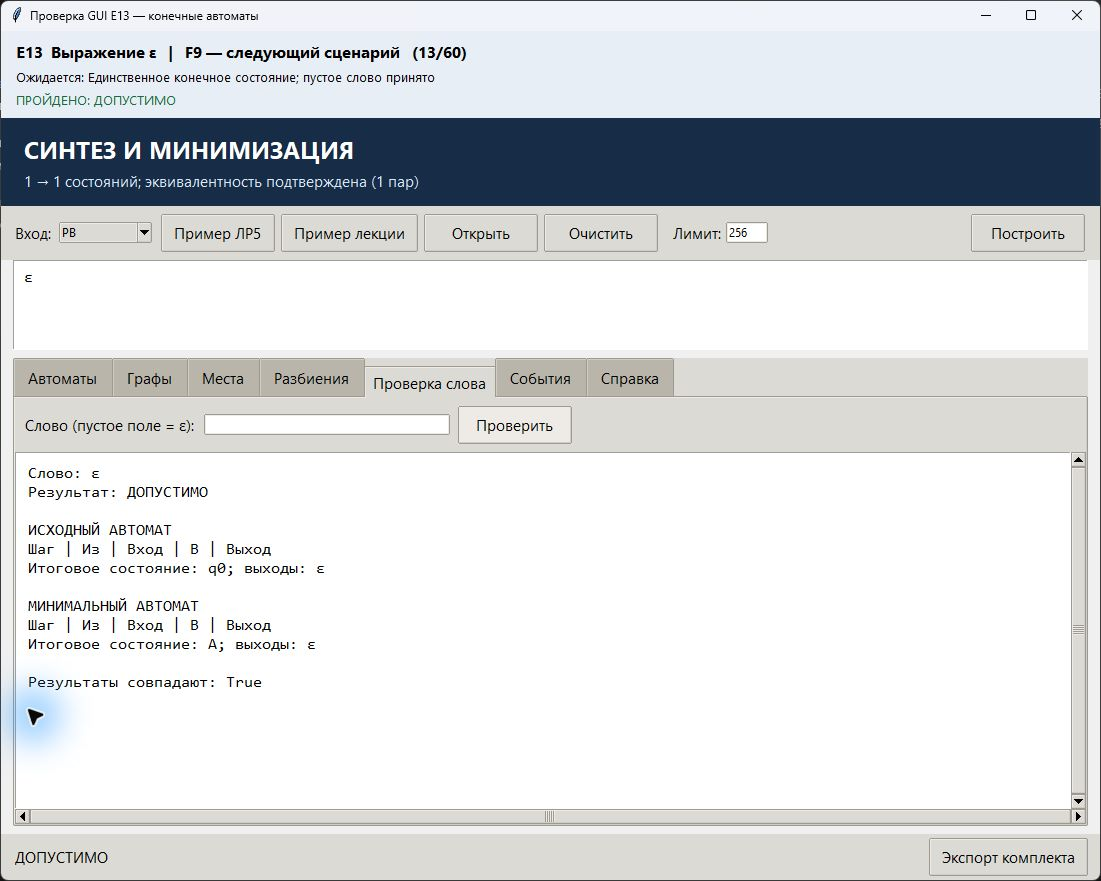 Проверка GUI E13 — конечные автоматы
E13 Выражение ε | F9 — следующий сценарий (13/60)
Ожидается: Единственное конечное состояние; пустое слово принято
ПРОЙДЕНО: ДОПУСТИМО
СИНТЕЗ И МИНИМИЗАЦИЯ
1 → 1 состояний; эквивалентность подтверждена (1 пар)
Вход: РВ Пример ЛР5 Пример лекции Открыть Очистить Лимит: 256 Построить
ε
Автоматы Графы Места Разбиения Проверка слова События Справка
Слово (пустое поле = ε): Проверить
Слово: ε
Результат: ДОПУСТИМО
ИСХОДНЫЙ АВТОМАТ
Шаг | Из | Вход | В | Выход
Итоговое состояние: q0; выходы: ε
МИНИМАЛЬНЫЙ АВТОМАТ
Шаг | Из | Вход | В | Выход
Итоговое состояние: A; выходы: ε
Результаты совпадают: True
ДОПУСТИМО Экспорт комплекта